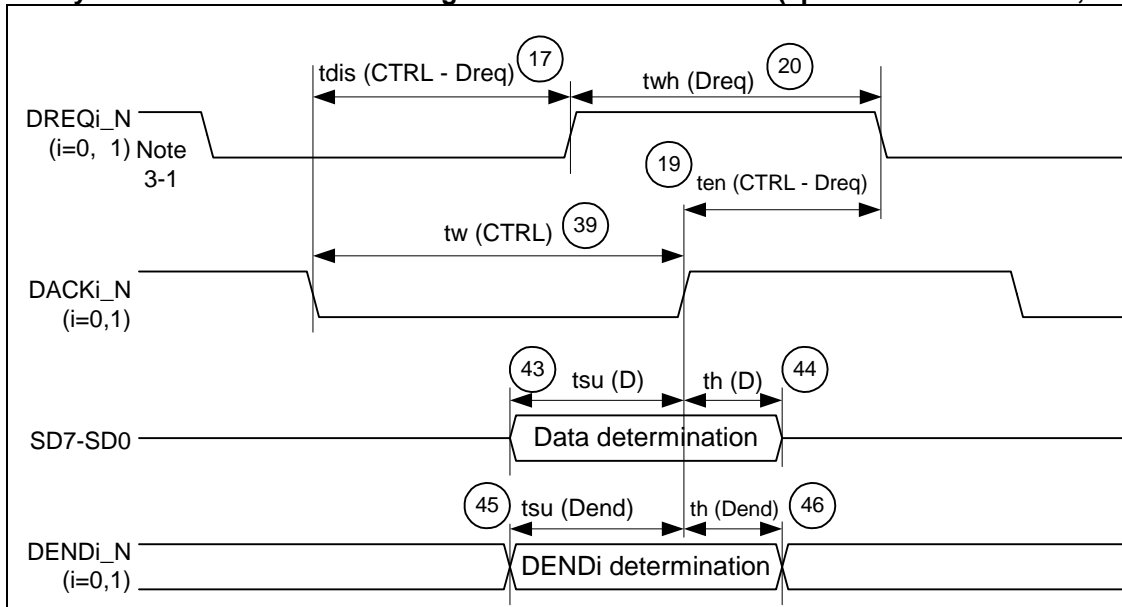 tdis (CTRL - Dreq) 17
twh (Dreq) 20
DREQi_N
(i=0, 1) Note
3-1
19
ten (CTRL - Dreq)
tw (CTRL) 39
DACKi_N
(i=0,1)
43
tsu (D)
th (D)
44
SD7-SD0
Data determination
45
tsu (Dend)
th (Dend)
46
DENDi_N
(i=0,1)
DENDi determination